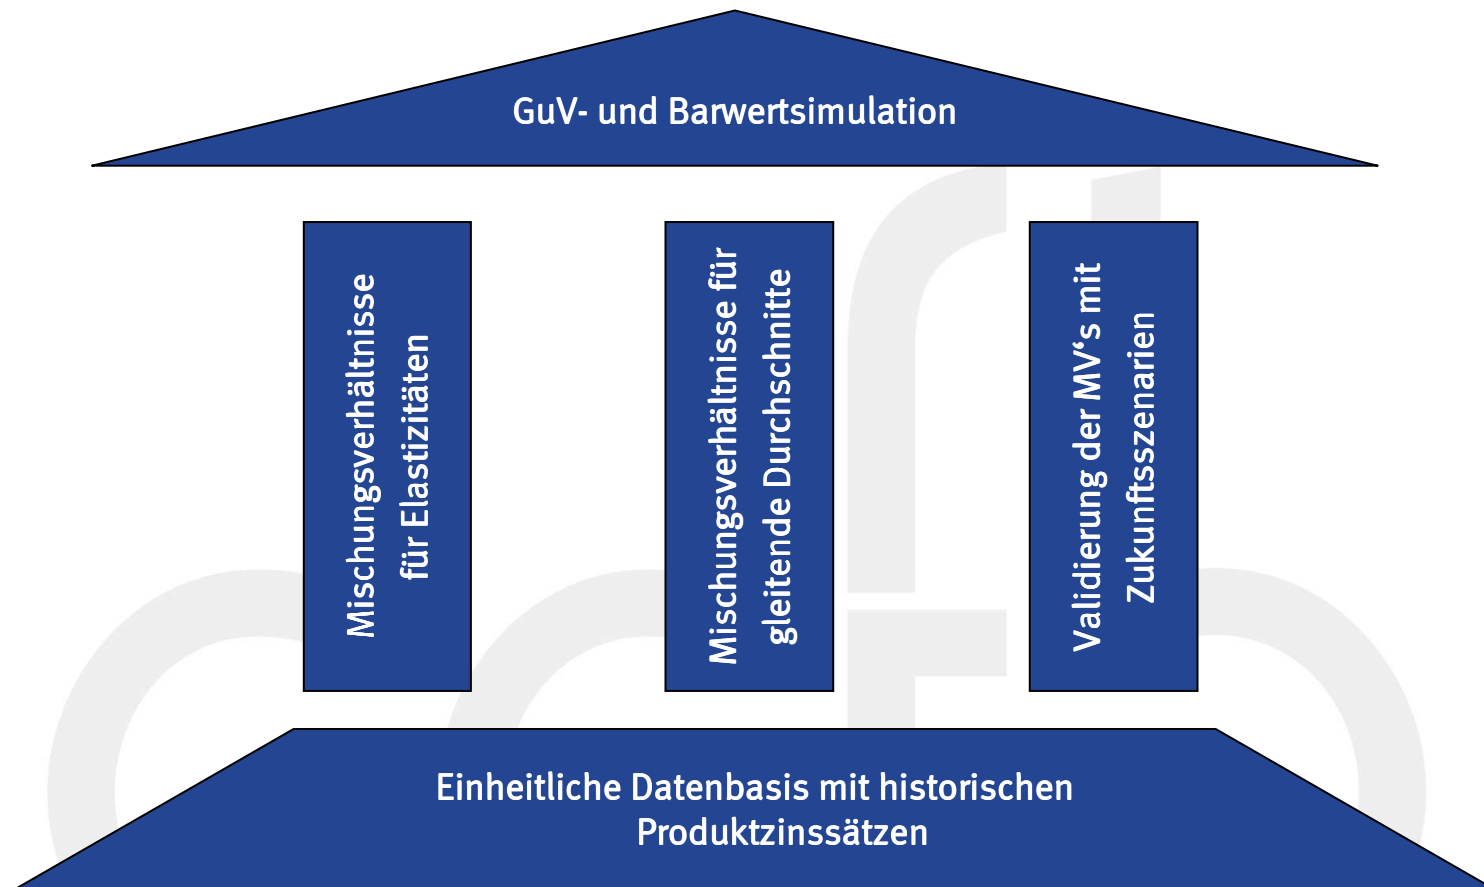 GuV- und Barwertsimulation
Mischungsverhältnisse
für Elastizitäten
Mischungsverhältnisse für
gleitende Durchschnitte
Validierung der MV‘s mit
Zukunftsszenarien
Einheitliche Datenbasis mit historischen
Produktzinssätzen